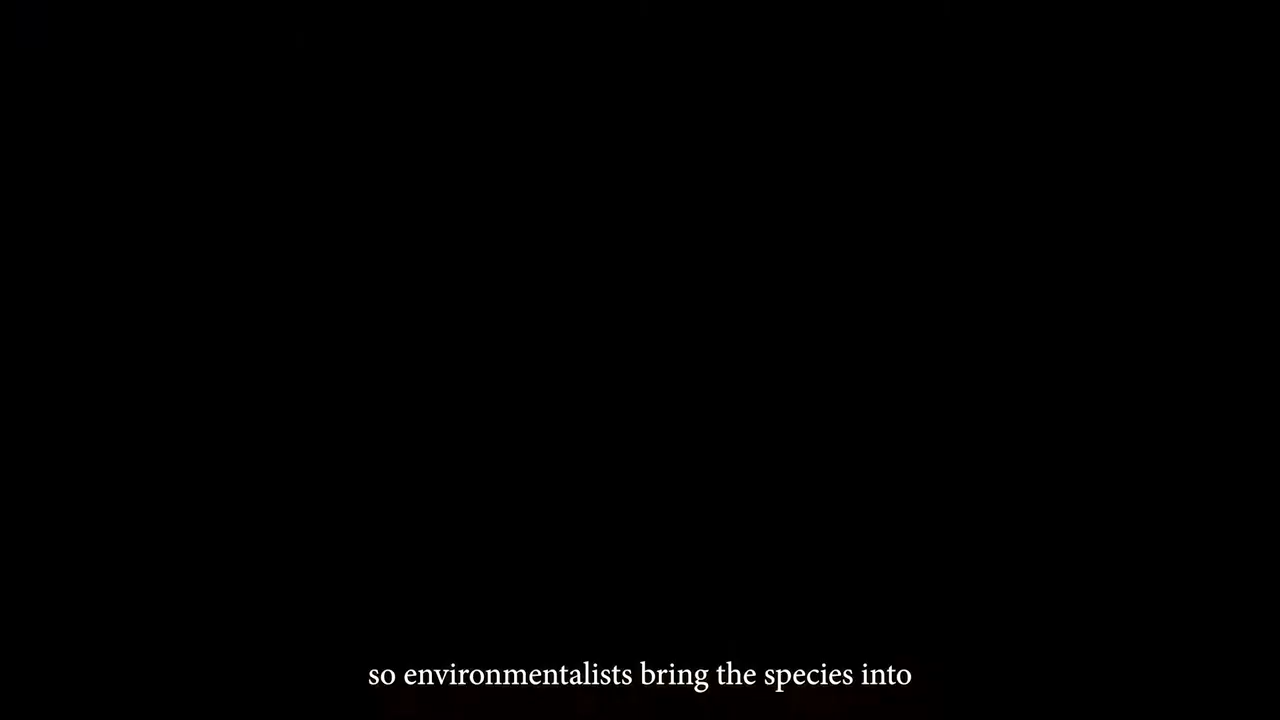 so environmentalists bring the species into